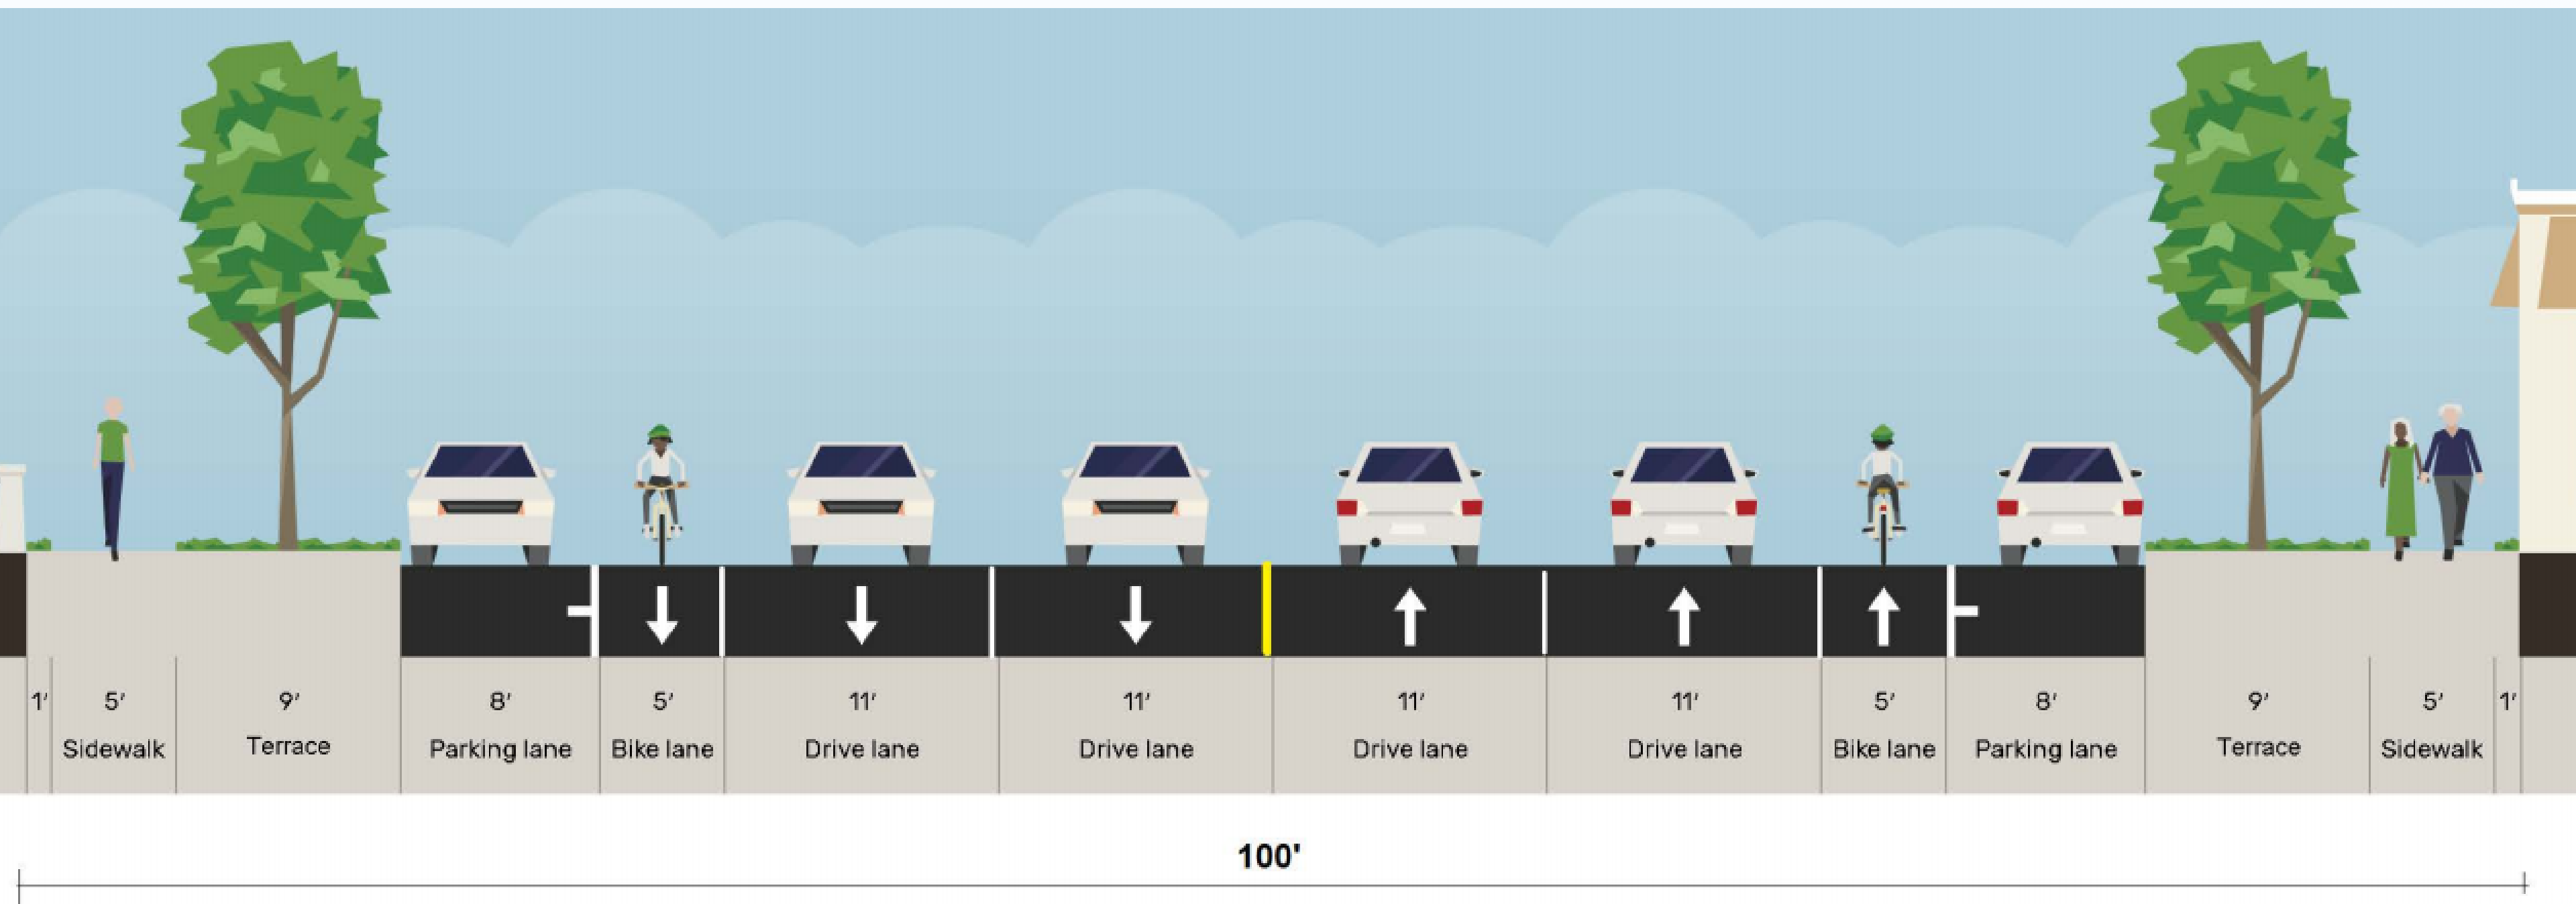 1' 5' 9' 8' 5' 11' 11' 11' 11' 5' 8' 9' 5' 1'
Sidewalk Terrace Parking lane Bike lane Drive lane Drive lane Drive lane Drive lane Bike lane Parking lane Terrace Sidewalk
100'